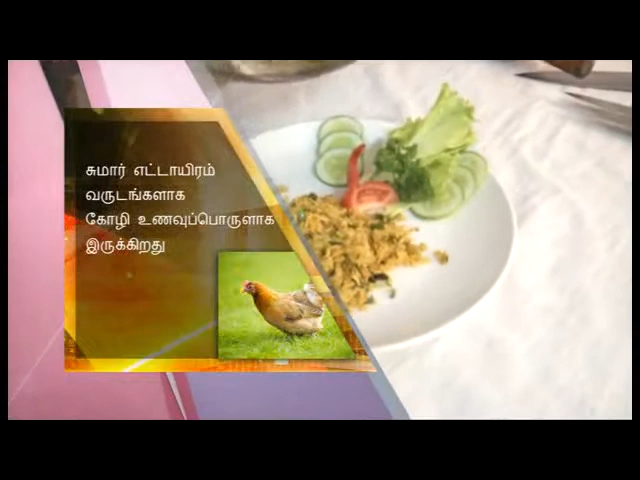 சுமார் எட்டாயிரம்
வருடங்களாக
கோழி உணவுப்பொருளாக
இருக்கிறது